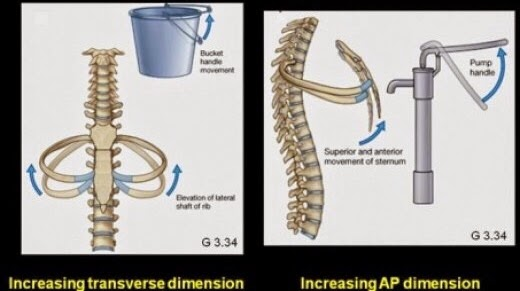 Bucket
handle
movement
Elevation of lateral
shaft of rib
G 3.34
Increasing transverse dimension
Pump
handle
Superior and anterior
movement of sternum
G 3.34
Increasing AP dimension